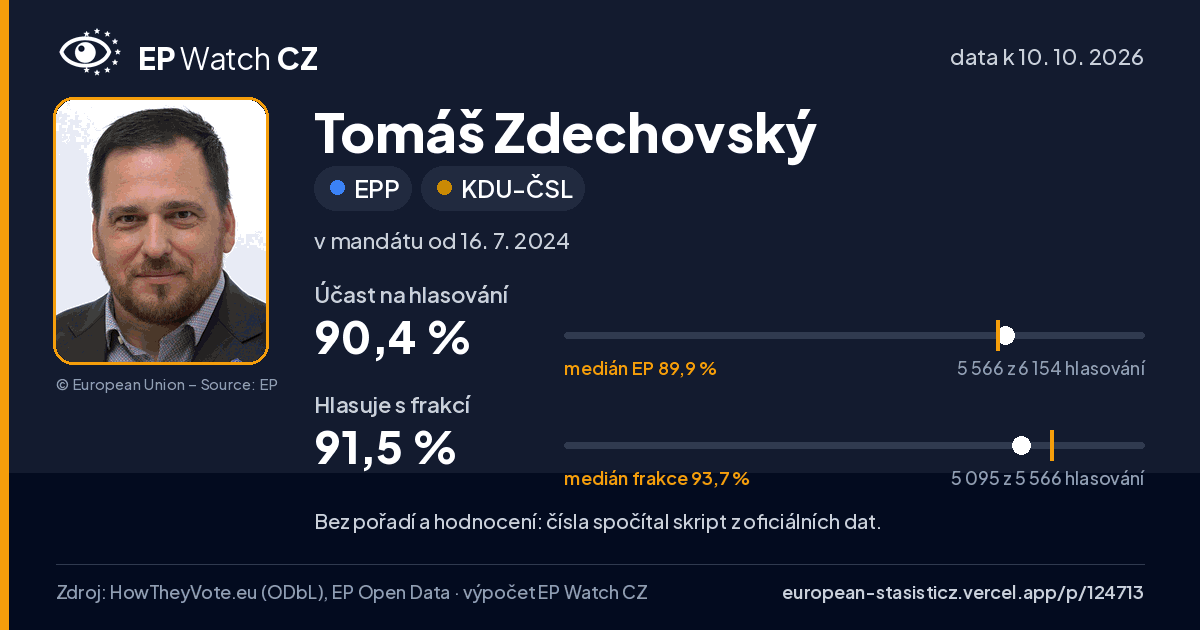 EP Watch CZ
data k 10. 10. 2026
Tomáš Zdechovský
EPP
KDU-ČSL
v mandátu od 16. 7. 2024
Účast na hlasování
90,4 %
medián EP 89,9 %
5 566 z 6 154 hlasování
© European Union – Source: EP
Hlasuje s frakcí
91,5 %
medián frakce 93,7 %
5 095 z 5 566 hlasování
Bez pořadí a hodnocení: čísla spočítal skript z oficiálních dat.
Zdroj: HowTheyVote.eu (ODbL), EP Open Data · výpočet EP Watch CZ
european-stasisticz.vercel.app/p/124713